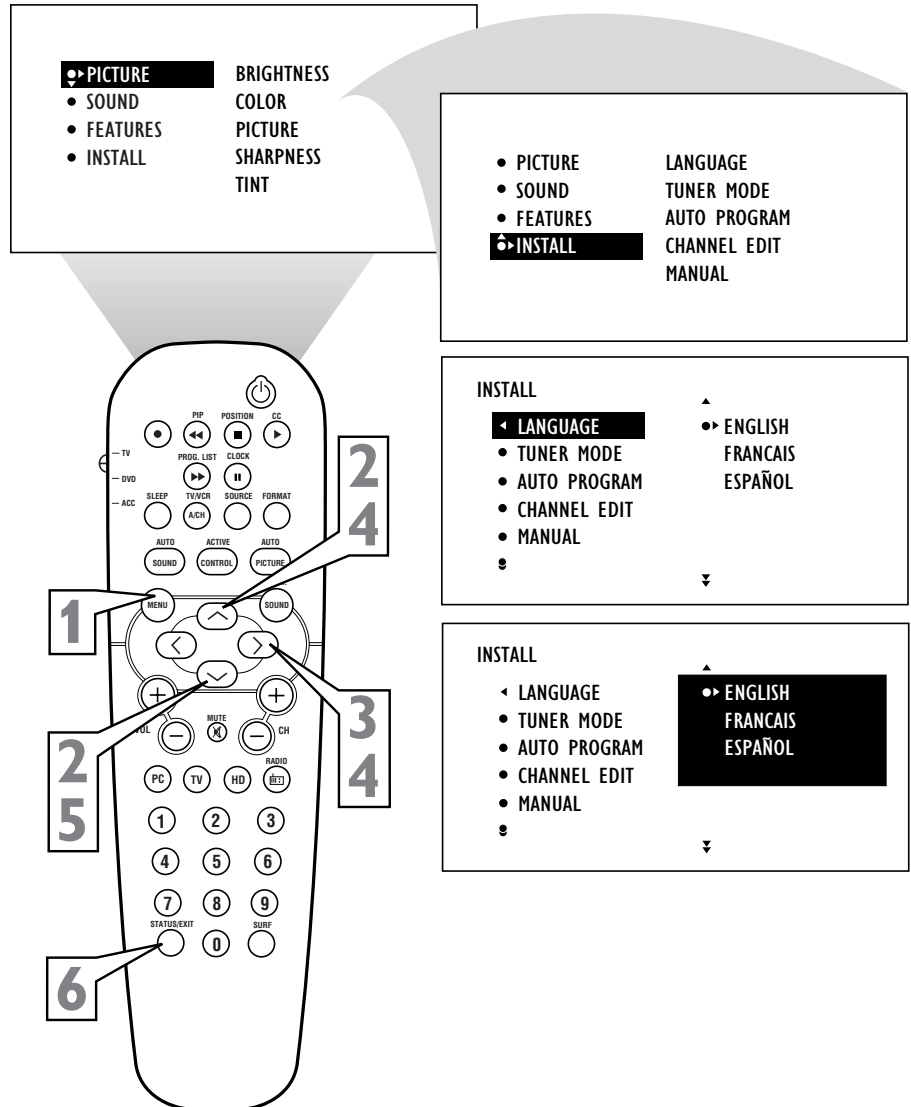 PICTURE BRIGHTNESS
SOUND COLOR
FEATURES PICTURE
INSTALL SHARPNESS
TINT
PICTURE LANGUAGE
SOUND TUNER MODE
FEATURES AUTO PROGRAM
INSTALL CHANNEL EDIT
MANUAL
INSTALL
LANGUAGE ENGLISH
TUNER MODE FRANCAIS
AUTO PROGRAM ESPAÑOL
CHANNEL EDIT
MANUAL
INSTALL
LANGUAGE ENGLISH
TUNER MODE FRANCAIS
AUTO PROGRAM ESPAÑOL
CHANNEL EDIT
MANUAL
PIP POSITION CC
TV
DVD
ACC
PROG. LIST CLOCK
SLEEP TV/VCR SOURCE FORMAT
A/CH
AUTO ACTIVE AUTO
SOUND CONTROL PICTURE
MENU SOUND
MUTE
CH
RADIO
PC TV HD
1 2 3
4 5 6
7 8 9
STATUS/EXIT SURF
0
1
2
4
3
4
2
5
6